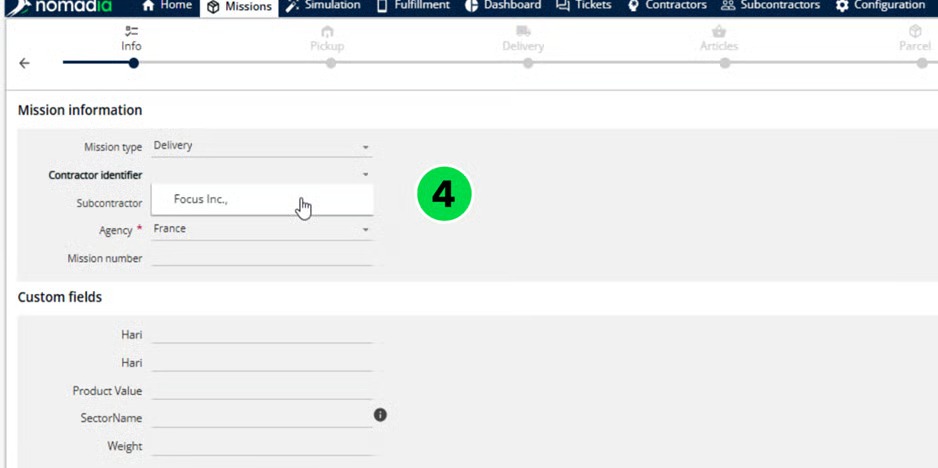 nomadia Home Missions Simulation Fulfillment Dashboard Tickets Contractors Subcontractors Configuration
Info Pickup Delivery Articles Parcel
Mission information
Mission type Delivery
Contractor identifier
4
Subcontractor Focus Inc.,
Agency * France
Mission number
Custom fields
Hari
Hari
Product Value
SectorName
Weight